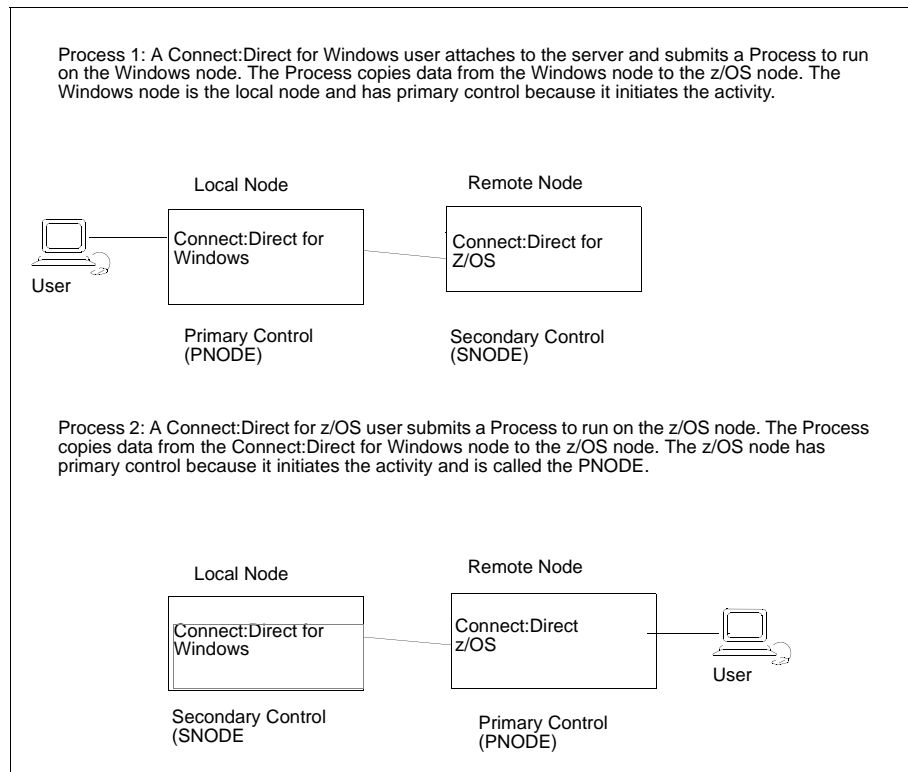 Process 1: A Connect:Direct for Windows user attaches to the server and submits a Process to run
on the Windows node. The Process copies data from the Windows node to the z/OS node. The
Windows node is the local node and has primary control because it initiates the activity.
Local Node
Remote Node
Connect:Direct for
Windows
Connect:Direct for
Z/OS
User
Primary Control
(PNODE)
Secondary Control
(SNODE)
Process 2: A Connect:Direct for z/OS user submits a Process to run on the z/OS node. The Process
copies data from the Connect:Direct for Windows node to the z/OS node. The z/OS node has
primary control because it initiates the activity and is called the PNODE.
Local Node
Remote Node
Connect:Direct for
Windows
Connect:Direct
z/OS
User
Secondary Control
(SNODE
Primary Control
(PNODE)